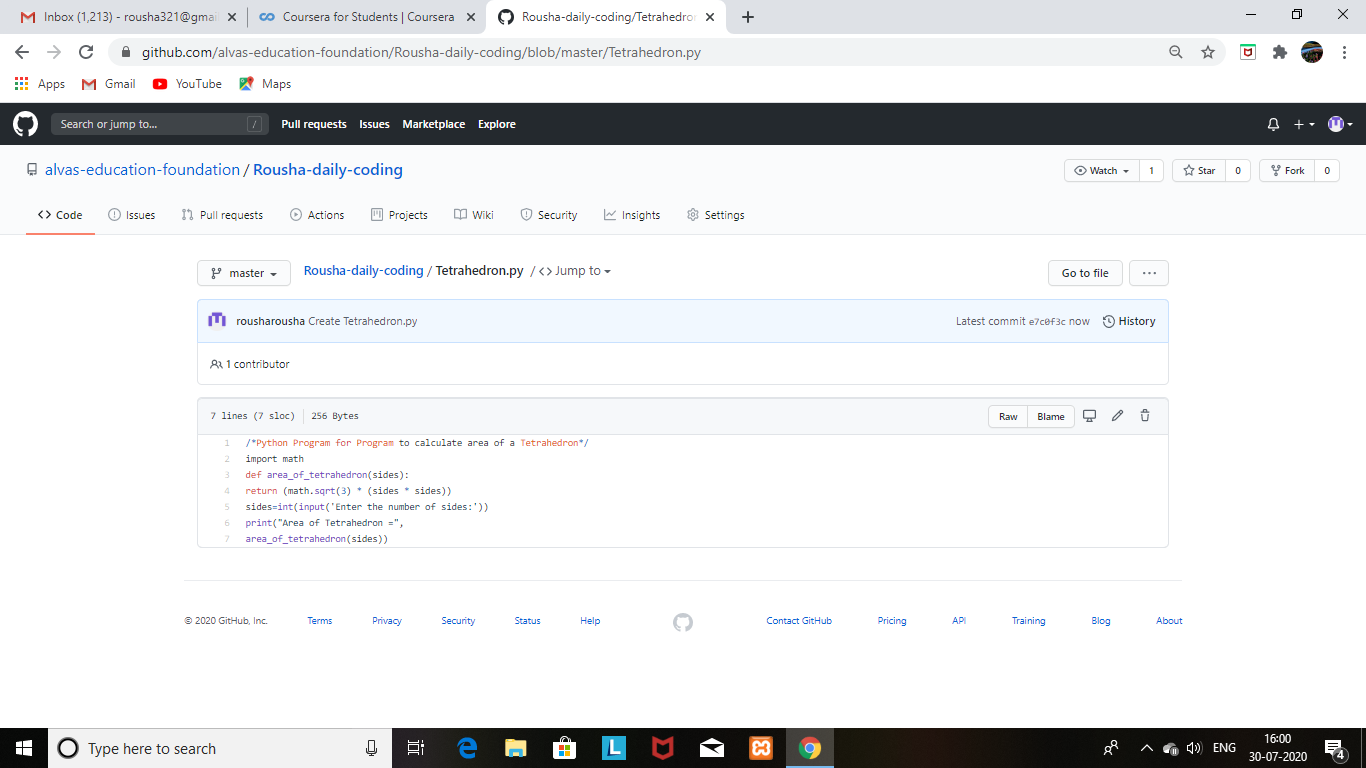 Inbox (1,213) - rousha321@gmai
Coursera for Students | Coursera
Rousha-daily-coding/Tetrahedron
github.com/alvas-education-foundation/Rousha-daily-coding/blob/master/Tetrahedron.py
Apps Gmail YouTube Maps
Search or jump to... / Pull requests Issues Marketplace Explore
alvas-education-foundation / Rousha-daily-coding
Watch 1 Star 0 Fork 0
Code Issues Pull requests Actions Projects Wiki Security Insights Settings
master Rousha-daily-coding / Tetrahedron.py / <> Jump to Go to file ...
rousharousha Create Tetrahedron.py Latest commit e7c0f3c now History
1 contributor
7 lines (7 sloc) 256 Bytes Raw Blame
1 /*Python Program for Program to calculate area of a Tetrahedron*/
2 import math
3 def area_of_tetrahedron(sides):
4 return (math.sqrt(3) * (sides * sides))
5 sides=int(input('Enter the number of sides:'))
6 print("Area of Tetrahedron =",
7 area_of_tetrahedron(sides))
© 2020 GitHub, Inc. Terms Privacy Security Status Help Contact GitHub Pricing API Training Blog About
Type here to search
L
ENG
16:00
30-07-2020
4